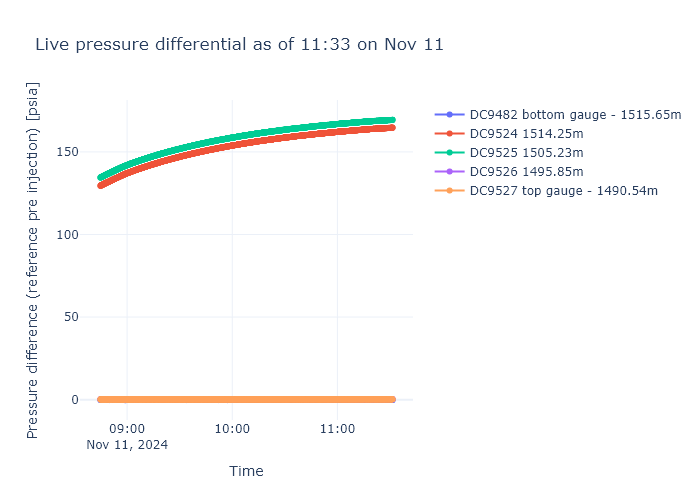 Live pressure differential as of 11:33 on Nov 11
Pressure difference (reference pre injection) [psia]
150
100
50
0
09:00
Nov 11, 2024
10:00
11:00
Time
DC9482 bottom gauge - 1515.65m
DC9524 1514.25m
DC9525 1505.23m
DC9526 1495.85m
DC9527 top gauge - 1490.54m